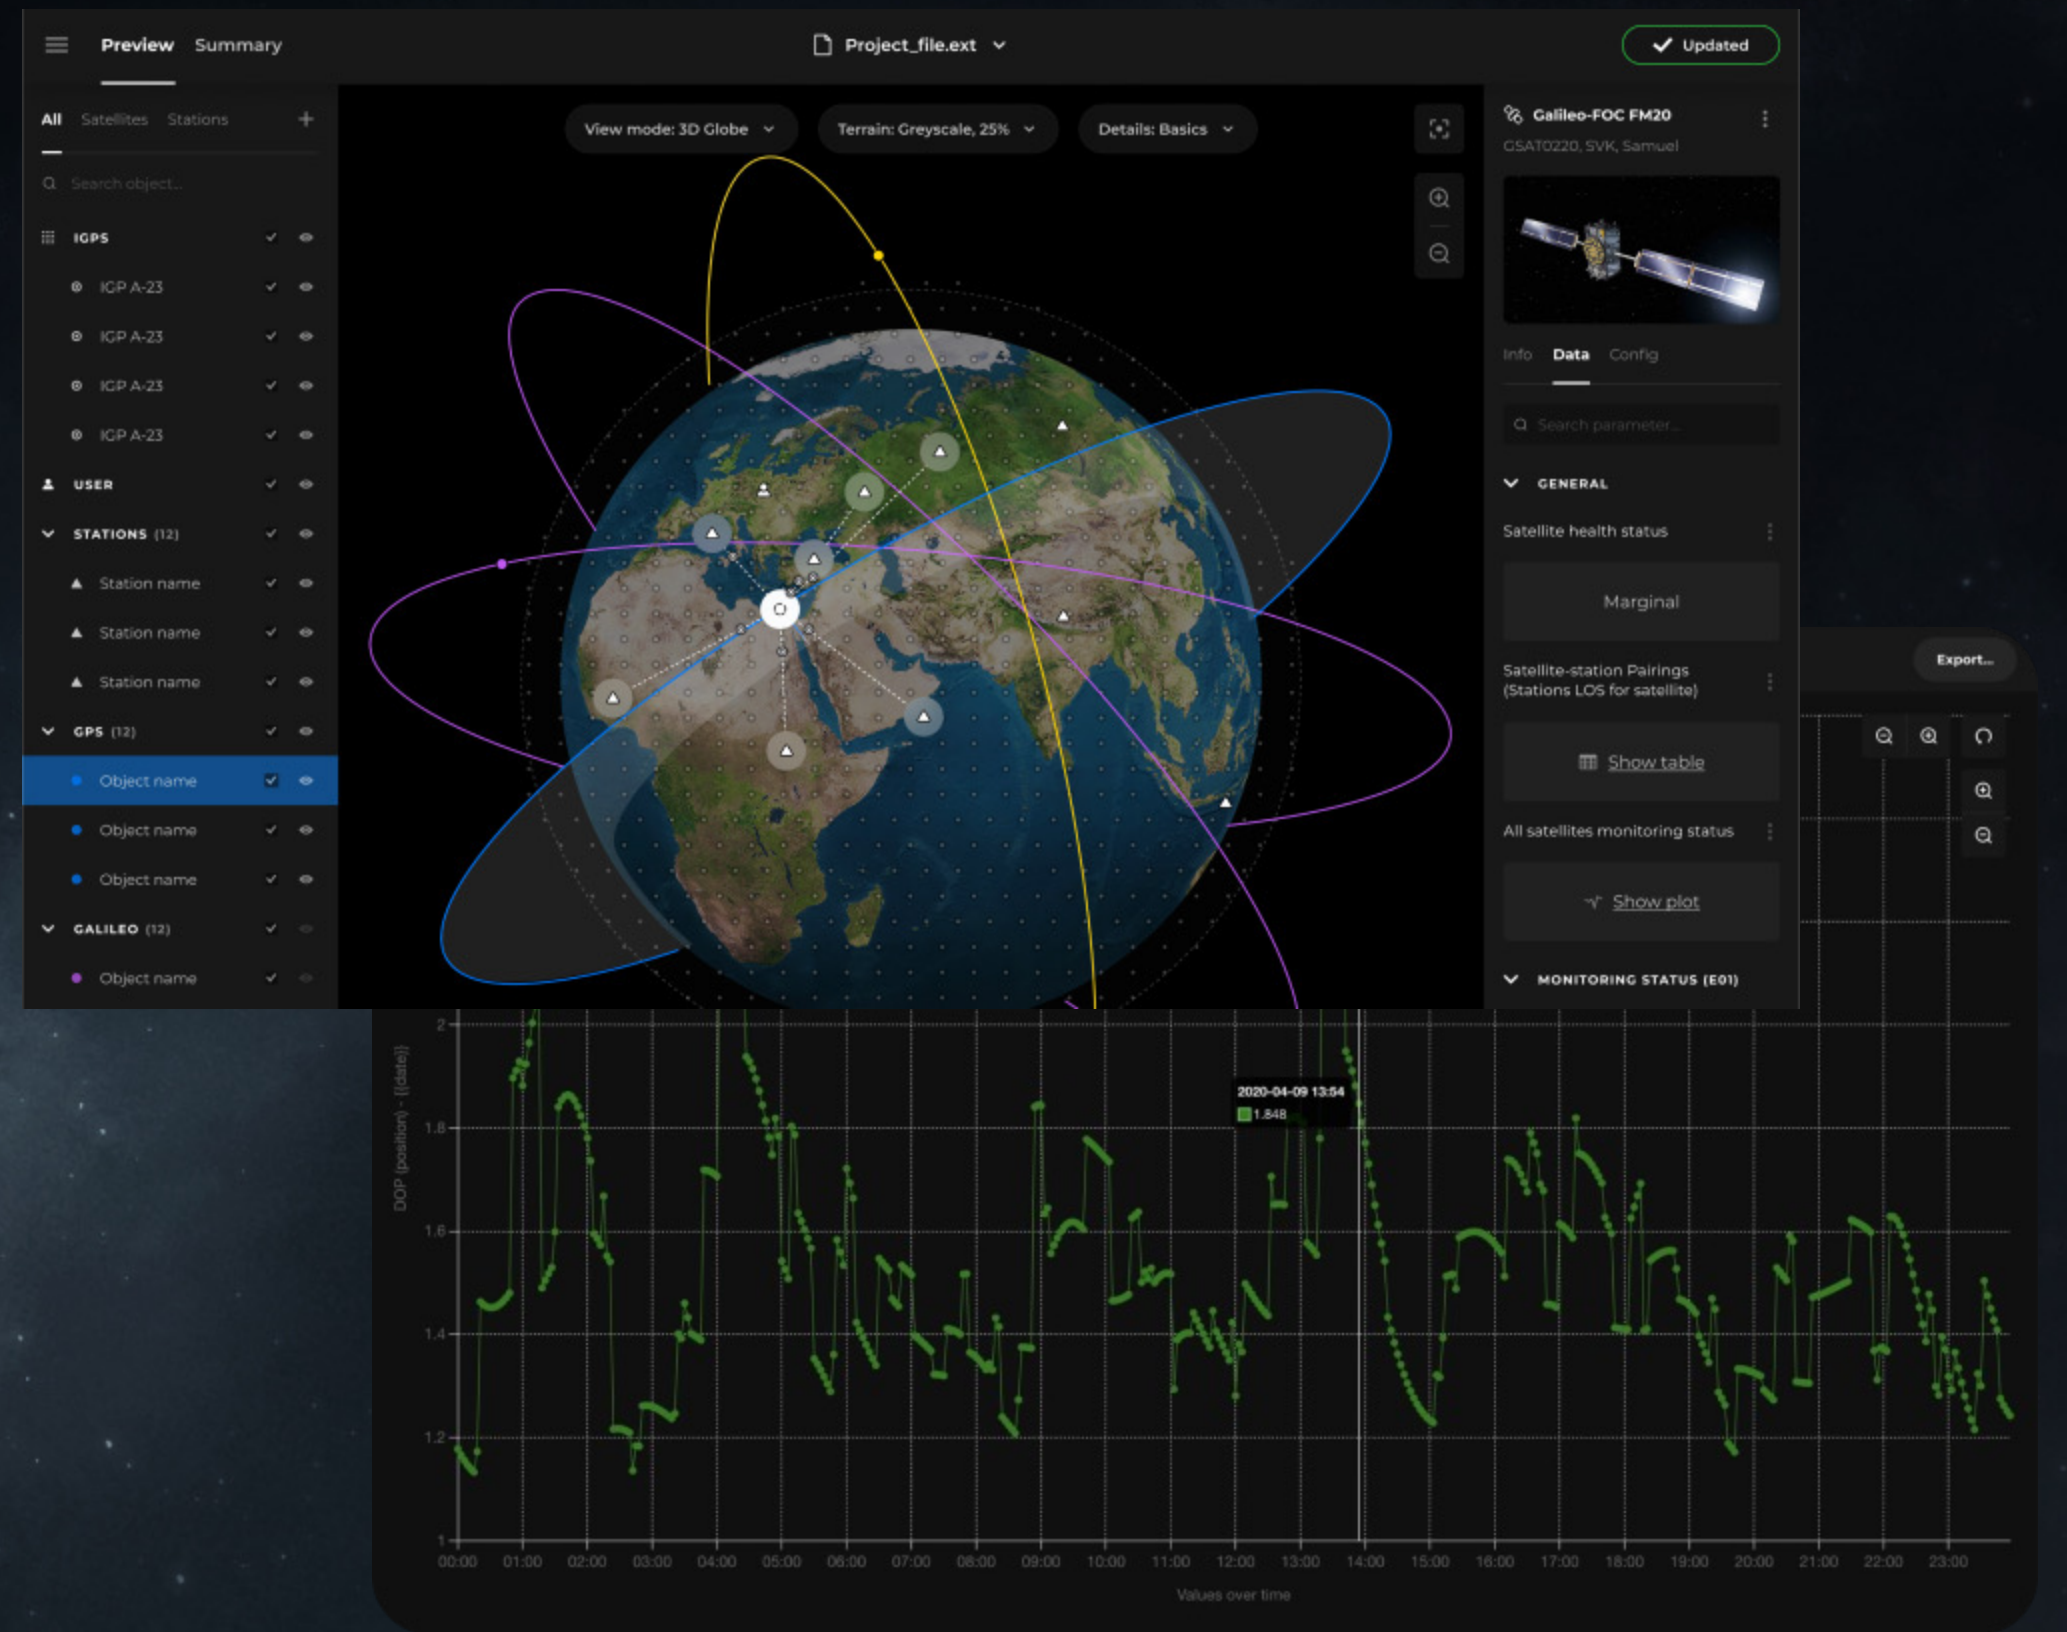 Preview
Summary
Project_file.ext
Updated
All
Satellites
Stations
Search object...
IGPS
IGP A-23
IGP A-23
IGP A-23
IGP A-23
USER
STATIONS (12)
Station name
Station name
Station name
GPS (12)
Object name
Object name
Object name
GALILEO (12)
Object name
View mode: 3D Globe
Terrain: Greyscale, 25%
Details: Basics
Galileo-FOC FM20
GSAT0220, SVK, Samuel
Info
Data
Config
Search parameter...
GENERAL
Satellite health status
Marginal
Satellite-station Pairings
(Stations LOS for satellite)
Show table
All satellites monitoring status
Show plot
MONITORING STATUS (E01)
Export...
DOP (position) - {{date}}
2
1.8
1.6
1.4
1.2
1
2020-04-09 13:54
1.848
00:00 01:00 02:00 03:00 04:00 05:00 06:00 07:00 08:00 09:00 10:00 11:00 12:00 13:00 14:00 15:00 16:00 17:00 18:00 19:00 20:00 21:00 22:00 23:00
Values over time